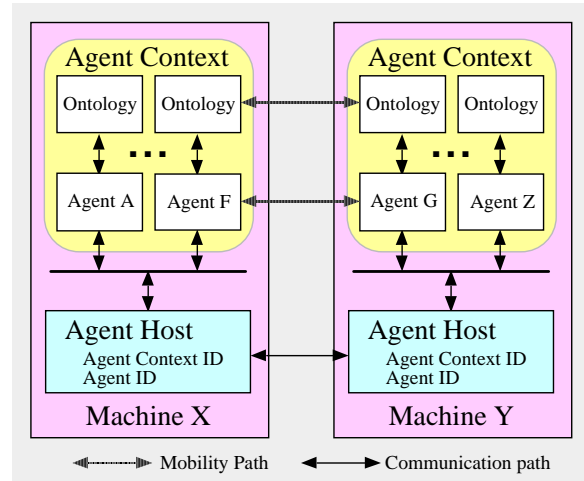 Agent Context
Ontology Ontology
...
Agent A Agent F
Agent Host
Agent Context ID
Agent ID
Machine X
Agent Context
Ontology Ontology
...
Agent G Agent Z
Agent Host
Agent Context ID
Agent ID
Machine Y
Mobility Path Communication path